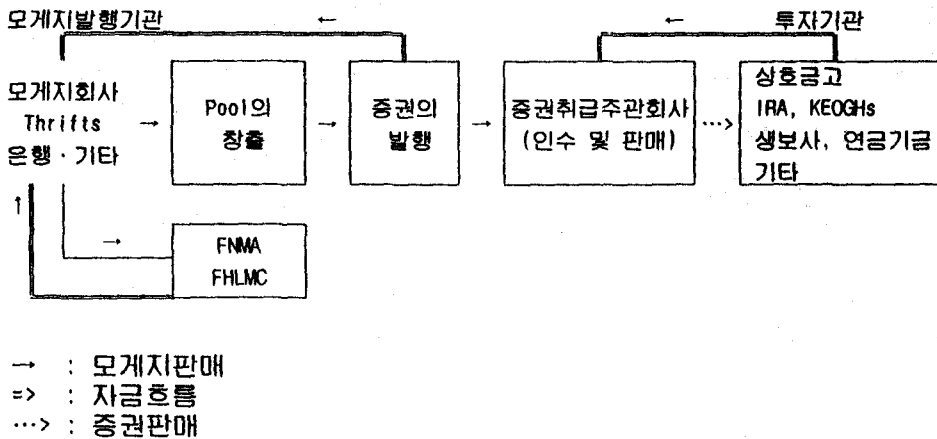 모게지발행기관 ← ← 투자기관
모게지회사
Thrifts
은행·기타
→
Pool의
창출
→
증권의
발행
→
증권취급주관회사
(인수 및 판매)
…>
상호금고
IRA, KEOGHs
생보사, 연금기금
기타
↑
→
FNMA
FHLMC
→ : 모게지판매
=> : 자금흐름
…> : 증권판매